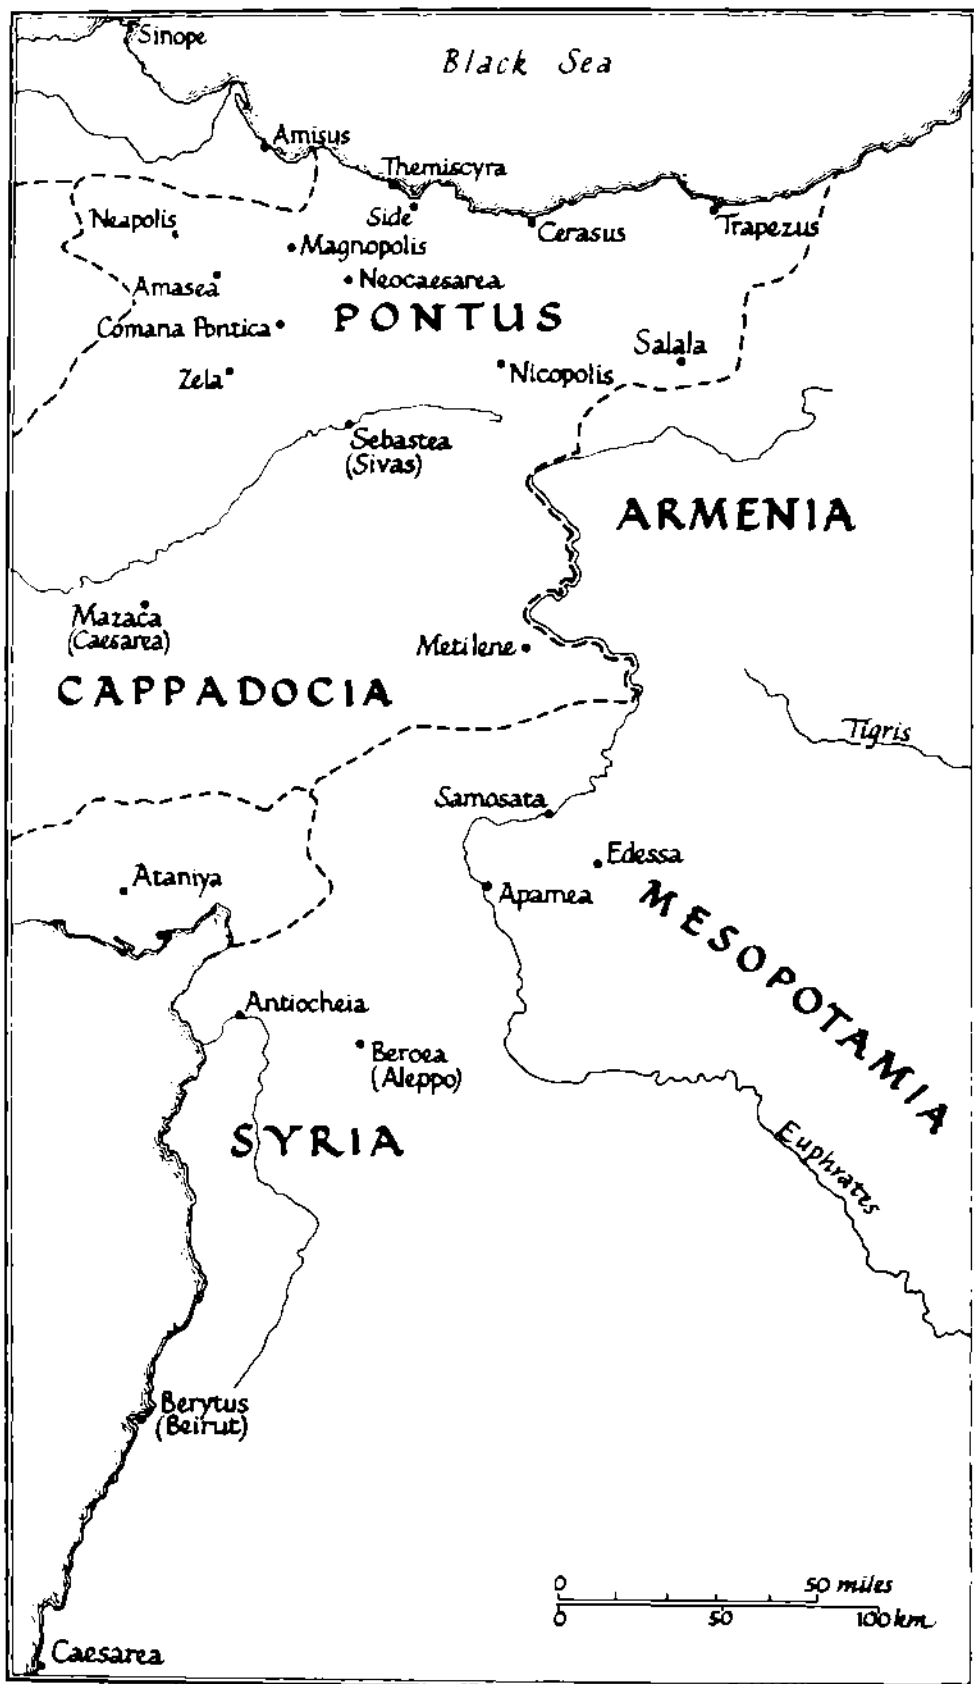 Sinope
Black Sea
Amisus
Themiscyra
Neapolis
Side
Cerasus
Trapezus
Magnopolis
Amasea
Neocaesarea
PONTUS
Comana Pontica
Salala
Zela
Nicopolis
Sebastea
(Sivas)
ARMENIA
Mazaca
(Caesarea)
Metilene
CAPPADOCIA
Tigris
Samosata
Edessa
Ataniya
Apamea
MESOPOTAMIA
Antiocheia
Beroea
(Aleppo)
SYRIA
Euphrates
Berytus
(Beirut)
0 50 miles
0 50 100 km
Caesarea